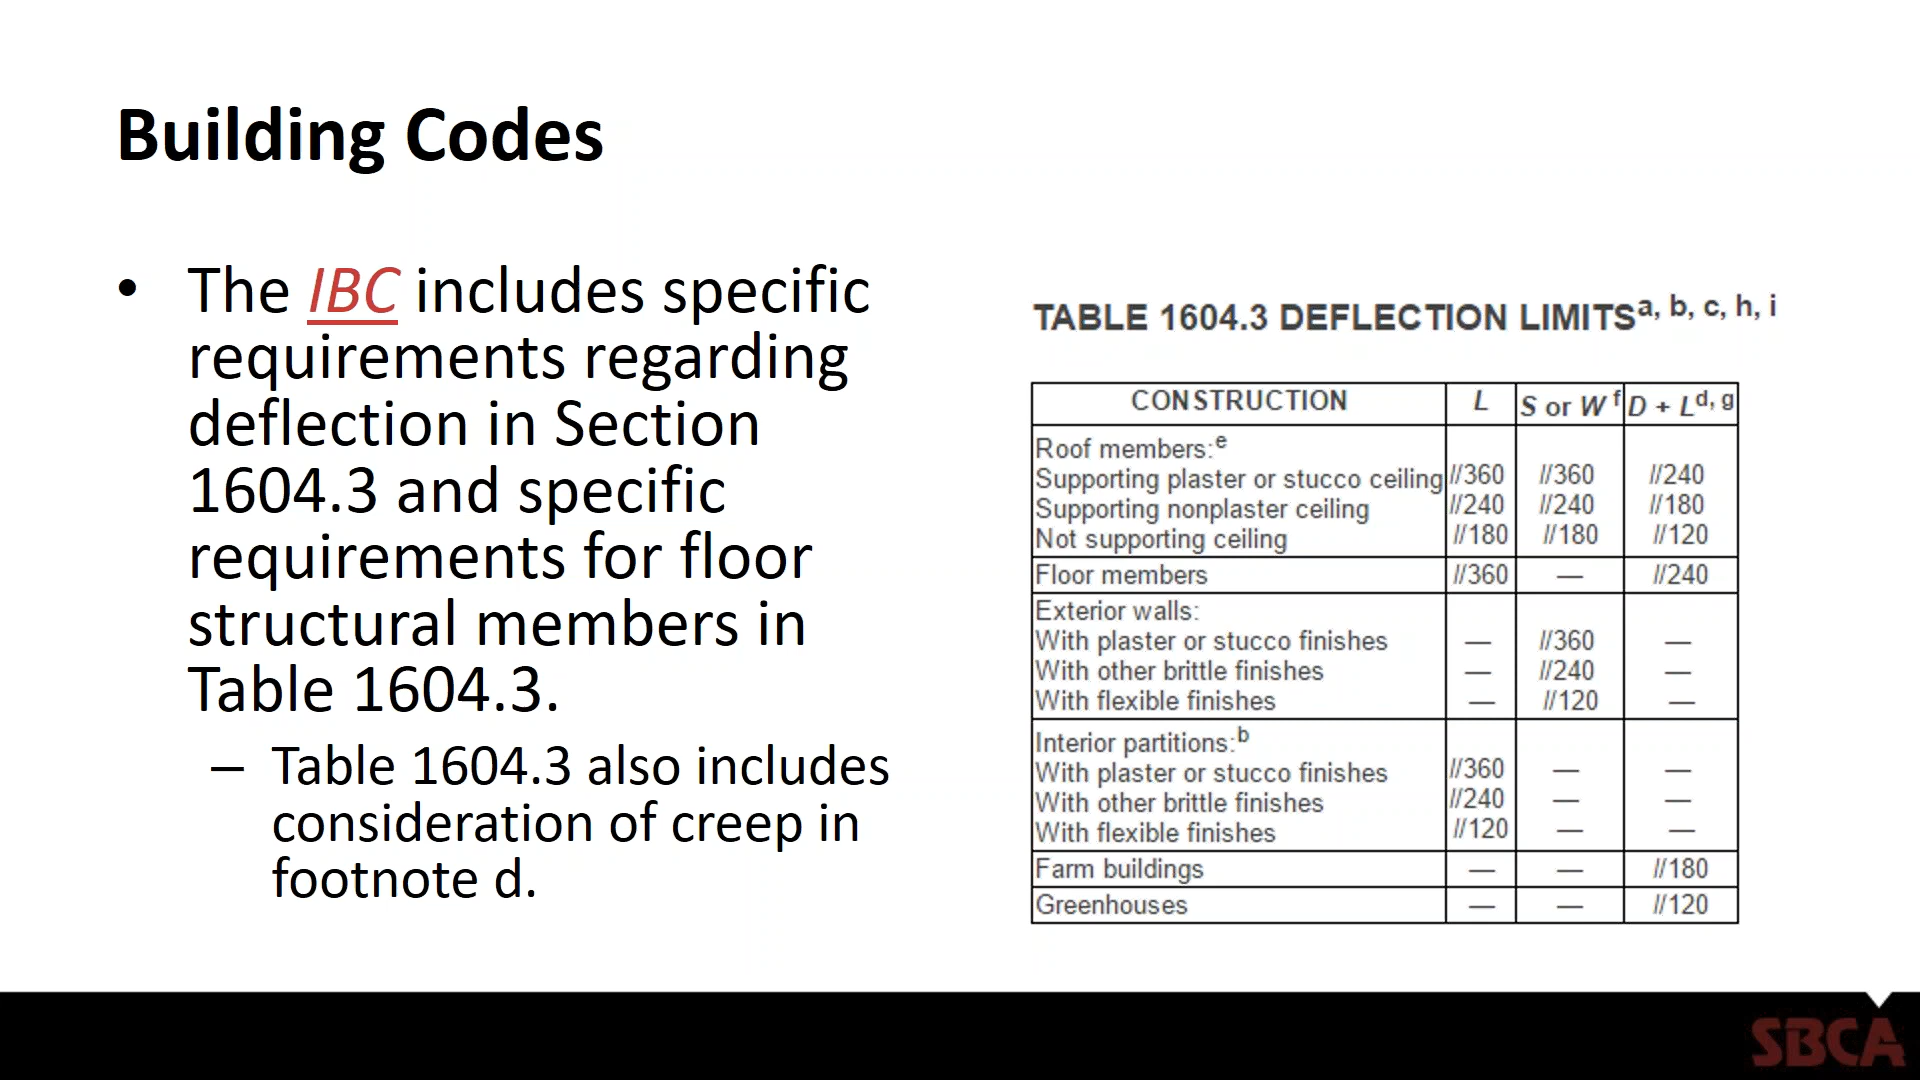 Building Codes
• The IBC includes specific
requirements regarding
deflection in Section
1604.3 and specific
requirements for floor
structural members in
Table 1604.3.
– Table 1604.3 also includes
consideration of creep in
footnote d.
TABLE 1604.3 DEFLECTION LIMITSa, b, c, h, i
CONSTRUCTION L S or W f D + L d, g
Roof members:e
Supporting plaster or stucco ceiling l/360 l/360 l/240
Supporting nonplaster ceiling l/240 l/240 l/180
Not supporting ceiling l/180 l/180 l/120
Floor members l/360 — l/240
Exterior walls:
With plaster or stucco finishes — l/360 —
With other brittle finishes — l/240 —
With flexible finishes — l/120 —
Interior partitions:b
With plaster or stucco finishes l/360 — —
With other brittle finishes l/240 — —
With flexible finishes l/120 — —
Farm buildings — — l/180
Greenhouses — — l/120
SBCA